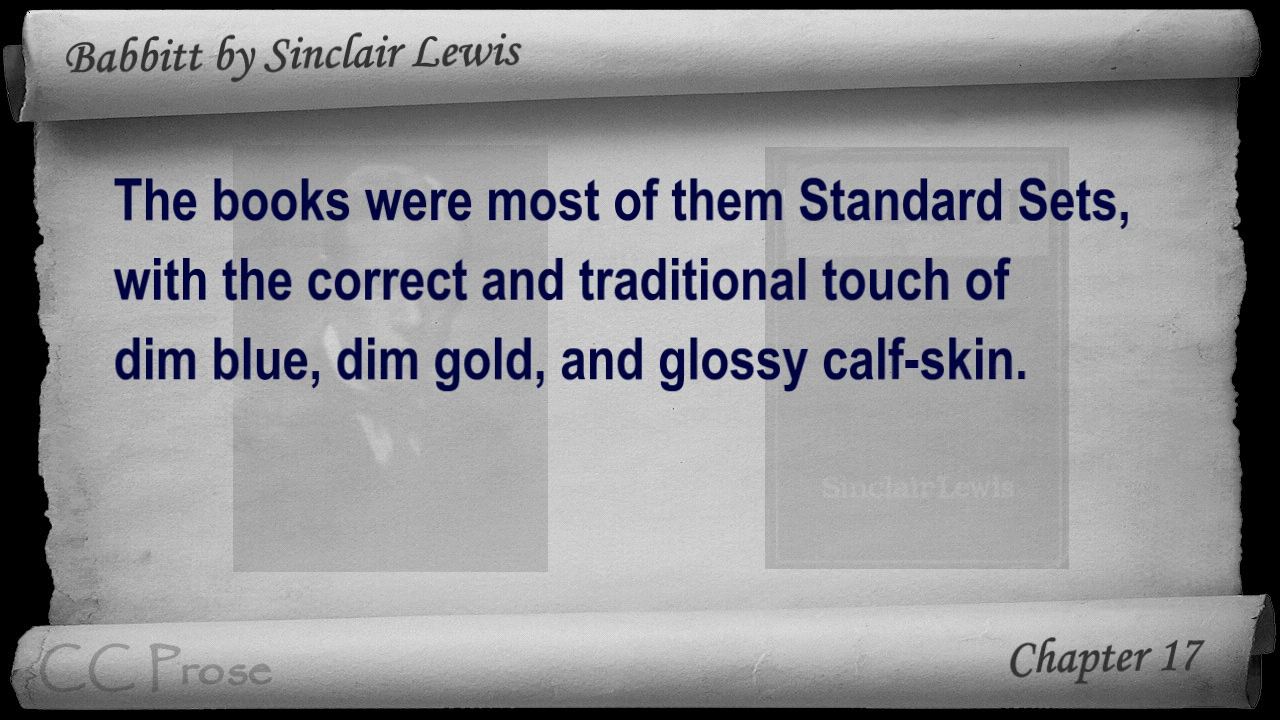 Babbitt by Sinclair Lewis
The books were most of them Standard Sets,
with the correct and traditional touch of
dim blue, dim gold, and glossy calf-skin.
Sinclair Lewis
CC Prose
Chapter 17